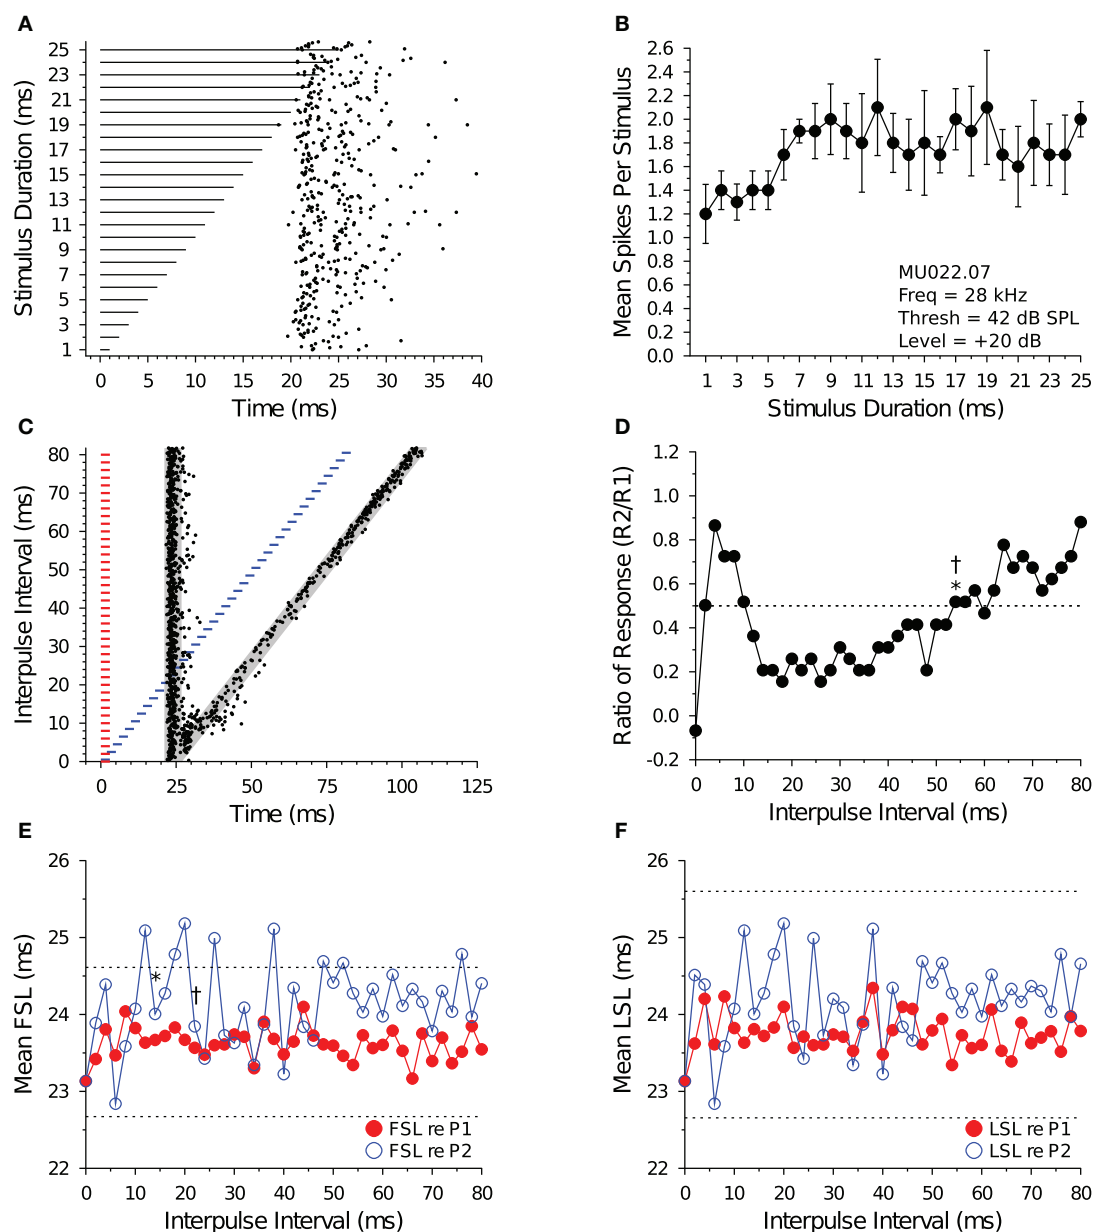 A
Stimulus Duration (ms)
25
23
21
19
17
15
13
11
9
7
5
3
1
0 5 10 15 20 25 30 35 40
Time (ms)
B
Mean Spikes Per Stimulus
2.6
2.4
2.2
2.0
1.8
1.6
1.4
1.2
1.0
0.8
0.6
0.4
0.2
0.0
MU022.07
Freq = 28 kHz
Thresh = 42 dB SPL
Level = +20 dB
1 3 5 7 9 11 13 15 17 19 21 23 25
Stimulus Duration (ms)
C
Interpulse Interval (ms)
80
70
60
50
40
30
20
10
0
0 25 50 75 100 125
Time (ms)
D
Ratio of Response (R2/R1)
1.2
1.0
0.8
0.6
0.4
0.2
0.0
-0.2
†
*
0 10 20 30 40 50 60 70 80
Interpulse Interval (ms)
E
Mean FSL (ms)
26
25
24
23
22
*
†
FSL re P1
FSL re P2
0 10 20 30 40 50 60 70 80
Interpulse Interval (ms)
F
Mean LSL (ms)
26
25
24
23
22
LSL re P1
LSL re P2
0 10 20 30 40 50 60 70 80
Interpulse Interval (ms)